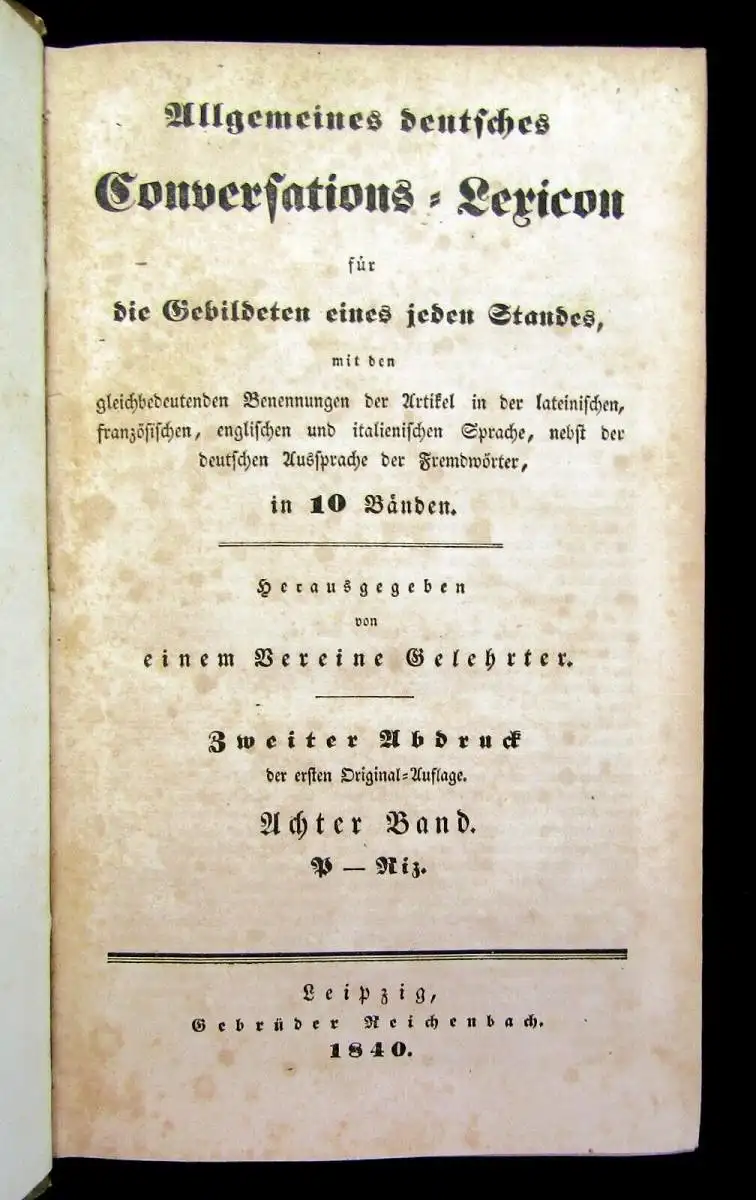 Allgemeines deutsches
Conversations-Lexicon
für
die Gebildeten eines jeden Standes,
mit den
gleichbedeutenden Benennungen der Artikel in der lateinischen,
französischen, englischen und italienischen Sprache, nebst der
deutschen Aussprache der Fremdwörter,
in 10 Bänden.
Herausgegeben
von
einem Vereine Gelehrter.
Zweiter Abdruck
der ersten Original-Auflage.
Achter Band.
P — Riz.
Leipzig,
Gebrüder Reichenbach.
1840.